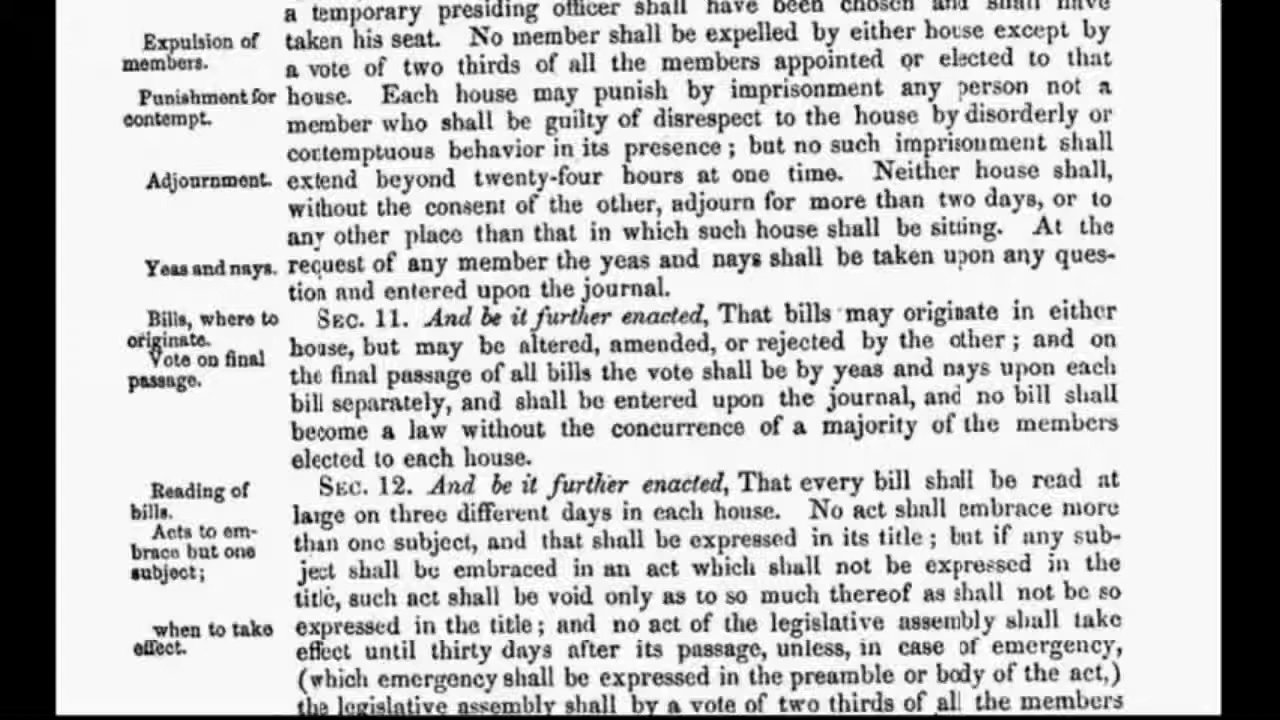 a temporary presiding officer shall have been chosen and shall have
Expulsion of
members.
taken his seat. No member shall be expelled by either house except by
a vote of two thirds of all the members appointed or elected to that
Punishment for
contempt.
house. Each house may punish by imprisonment any person not a
member who shall be guilty of disrespect to the house by disorderly or
contemptuous behavior in its presence; but no such imprisonment shall
Adjournment.
extend beyond twenty-four hours at one time. Neither house shall,
without the consent of the other, adjourn for more than two days, or to
any other place than that in which such house shall be sitting. At the
Yeas and nays.
request of any member the yeas and nays shall be taken upon any ques-
tion and entered upon the journal.
Bills, where to
originate.
Vote on final
passage.
SEC. 11. And be it further enacted, That bills may originate in either
house, but may be altered, amended, or rejected by the other; and on
the final passage of all bills the vote shall be by yeas and nays upon each
bill separately, and shall be entered upon the journal, and no bill shall
become a law without the concurrence of a majority of the members
elected to each house.
Reading of
bills.
Acts to em-
brace but one
subject;
SEC. 12. And be it further enacted, That every bill shall be read at
large on three different days in each house. No act shall embrace more
than one subject, and that shall be expressed in its title; but if any sub-
ject shall be embraced in an act which shall not be expressed in the
title, such act shall be void only as to so much thereof as shall not be so
when to take
effect.
expressed in the title; and no act of the legislative assembly shall take
effect until thirty days after its passage, unless, in case of emergency,
(which emergency shall be expressed in the preamble or body of the act,)
the legislative assembly shall by a vote of two thirds of all the members